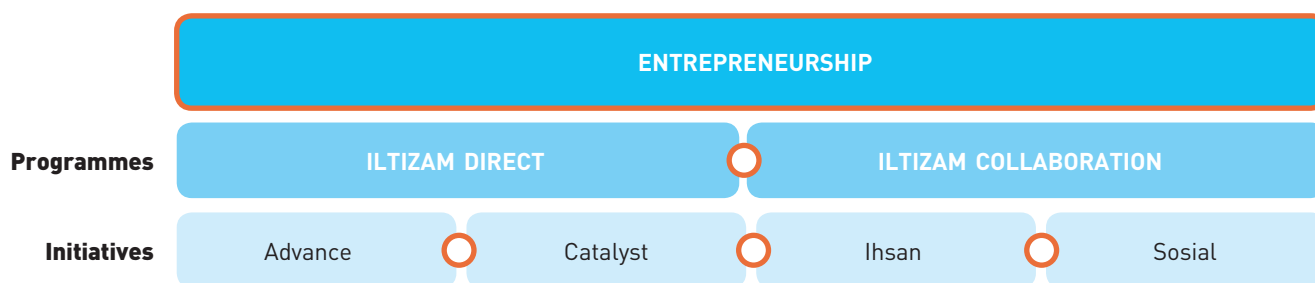 ENTREPRENEURSHIP
Programmes ILTIZAM DIRECT ILTIZAM COLLABORATION
Initiatives Advance Catalyst Ihsan Sosial